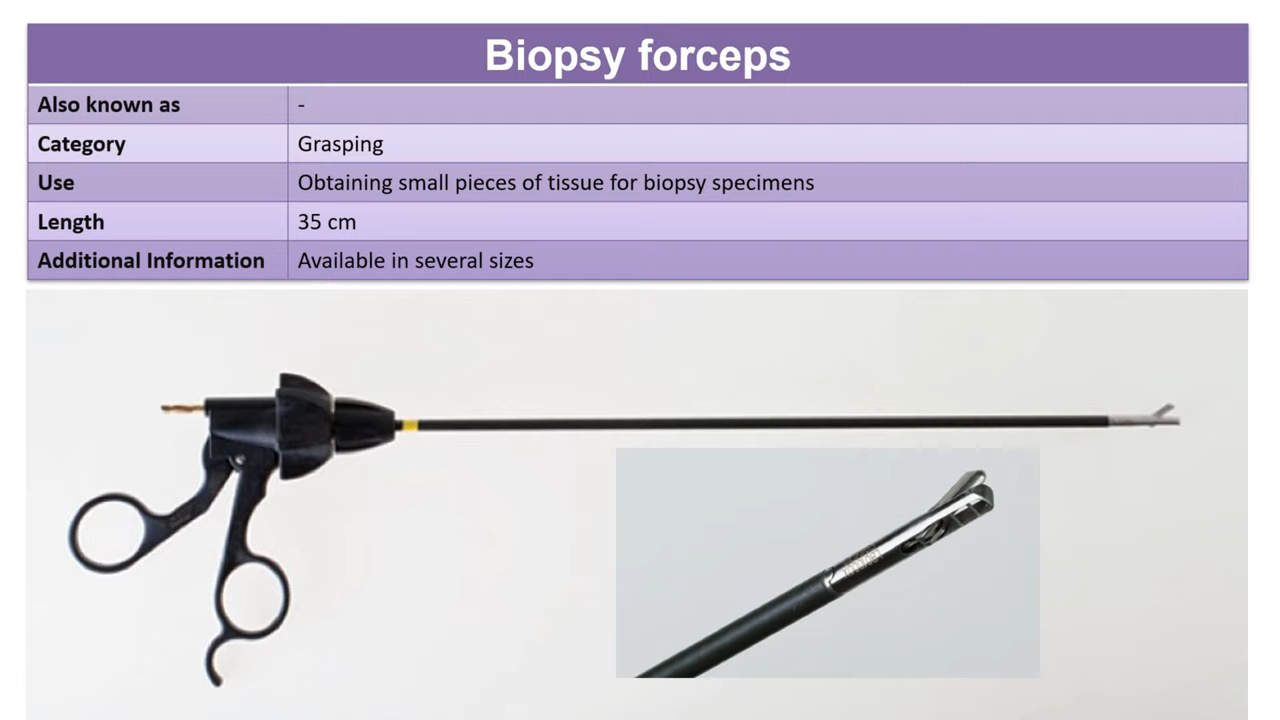 Biopsy forceps
Also known as -
Category Grasping
Use Obtaining small pieces of tissue for biopsy specimens
Length 35 cm
Additional Information Available in several sizes